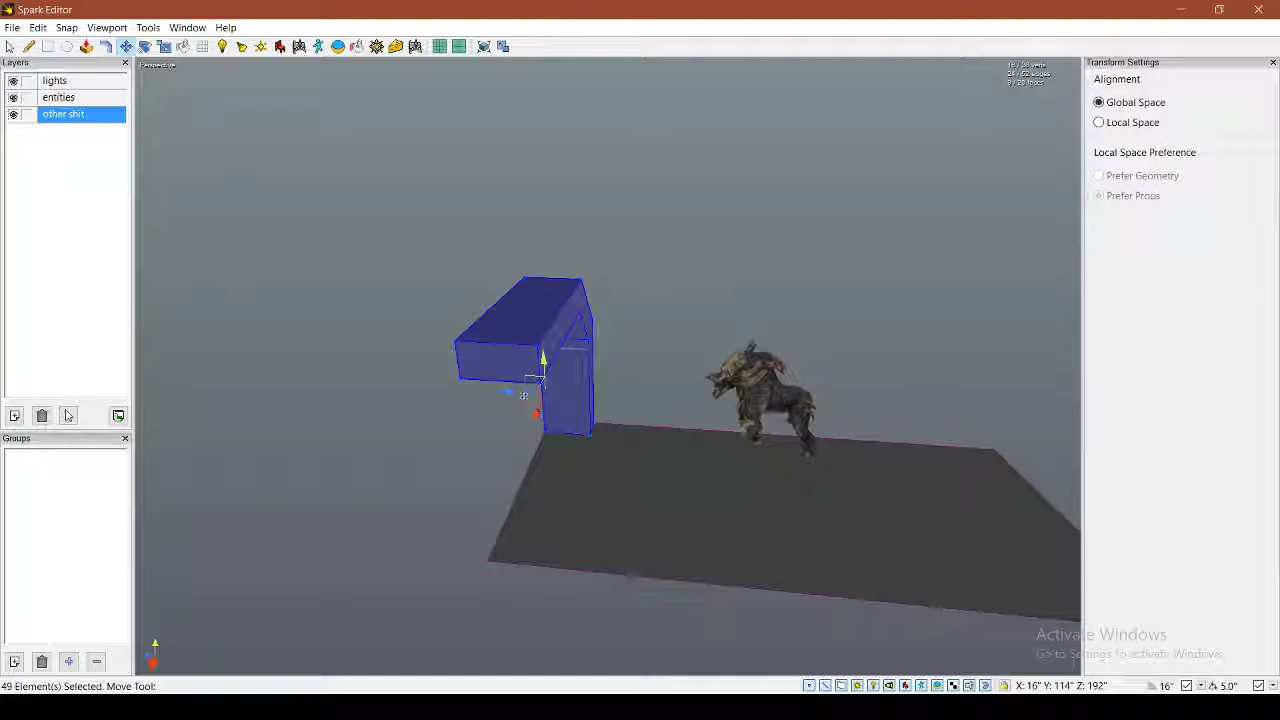 Spark Editor
File Edit Snap Viewport Tools Window Help
Layers
lights
entities
other shit
Groups
Perspective
Transform Settings
Alignment
Global Space
Local Space
Local Space Preference
Prefer Geometry
Prefer Props
Activate Windows
Go to Settings to activate Windows.
49 Element(s) Selected. Move Tool:
X: 16" Y: 114" Z: 192"
16"
5.0°